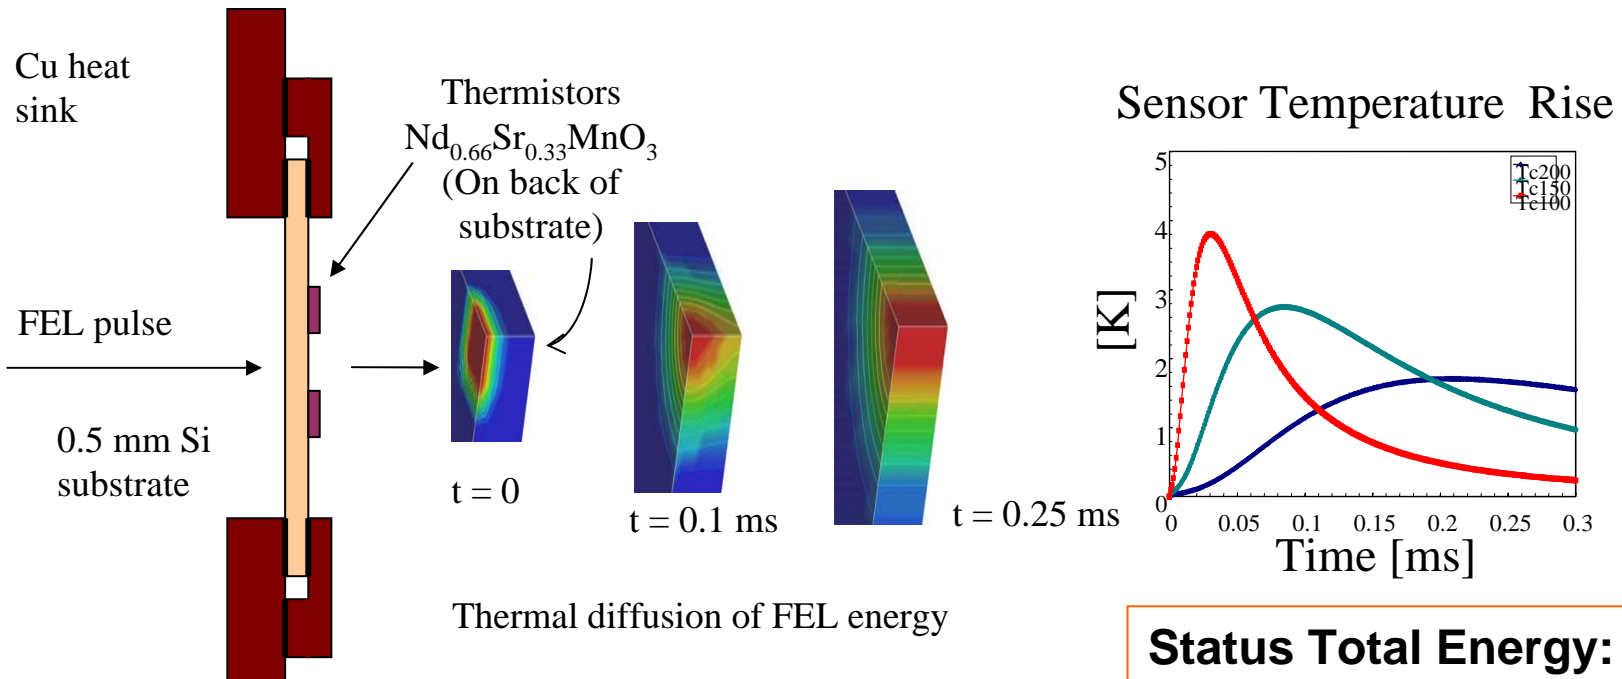 Cu heat
sink
Thermistors
Nd0.66Sr0.33MnO3
(On back of
substrate)
FEL pulse
0.5 mm Si
substrate
t = 0
t = 0.1 ms
t = 0.25 ms
Thermal diffusion of FEL energy
Sensor Temperature Rise
Tc200
Tc150
Tc100
[K]
5
4
3
2
1
0
0 0.05 0.1 0.15 0.2 0.25 0.3
Time [ms]
Status Total Energy: